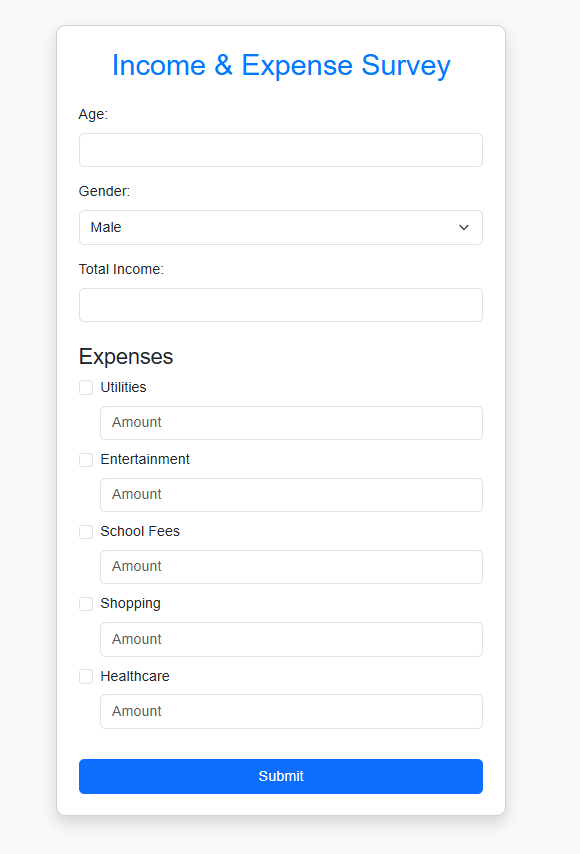 Income & Expense Survey
Age:
Gender:
Male
Total Income:
Expenses
Utilities
Amount
Entertainment
Amount
School Fees
Amount
Shopping
Amount
Healthcare
Amount
Submit